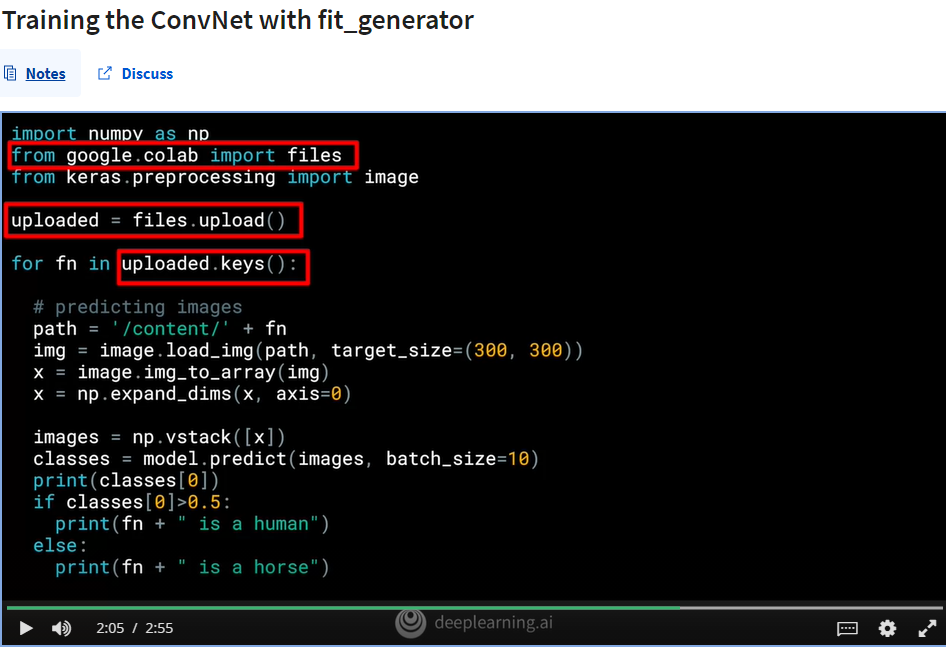 Training the ConvNet with fit_generator
Notes
Discuss
import numpy as np
from google.colab import files
from keras.preprocessing import image
uploaded = files.upload()
for fn in uploaded.keys():
# predicting images
path = '/content/' + fn
img = image.load_img(path, target_size=(300, 300))
x = image.img_to_array(img)
x = np.expand_dims(x, axis=0)
images = np.vstack([x])
classes = model.predict(images, batch_size=10)
print(classes[0])
if classes[0]>0.5:
print(fn + " is a human")
else:
print(fn + " is a horse")
2:05 / 2:55
deeplearning.ai